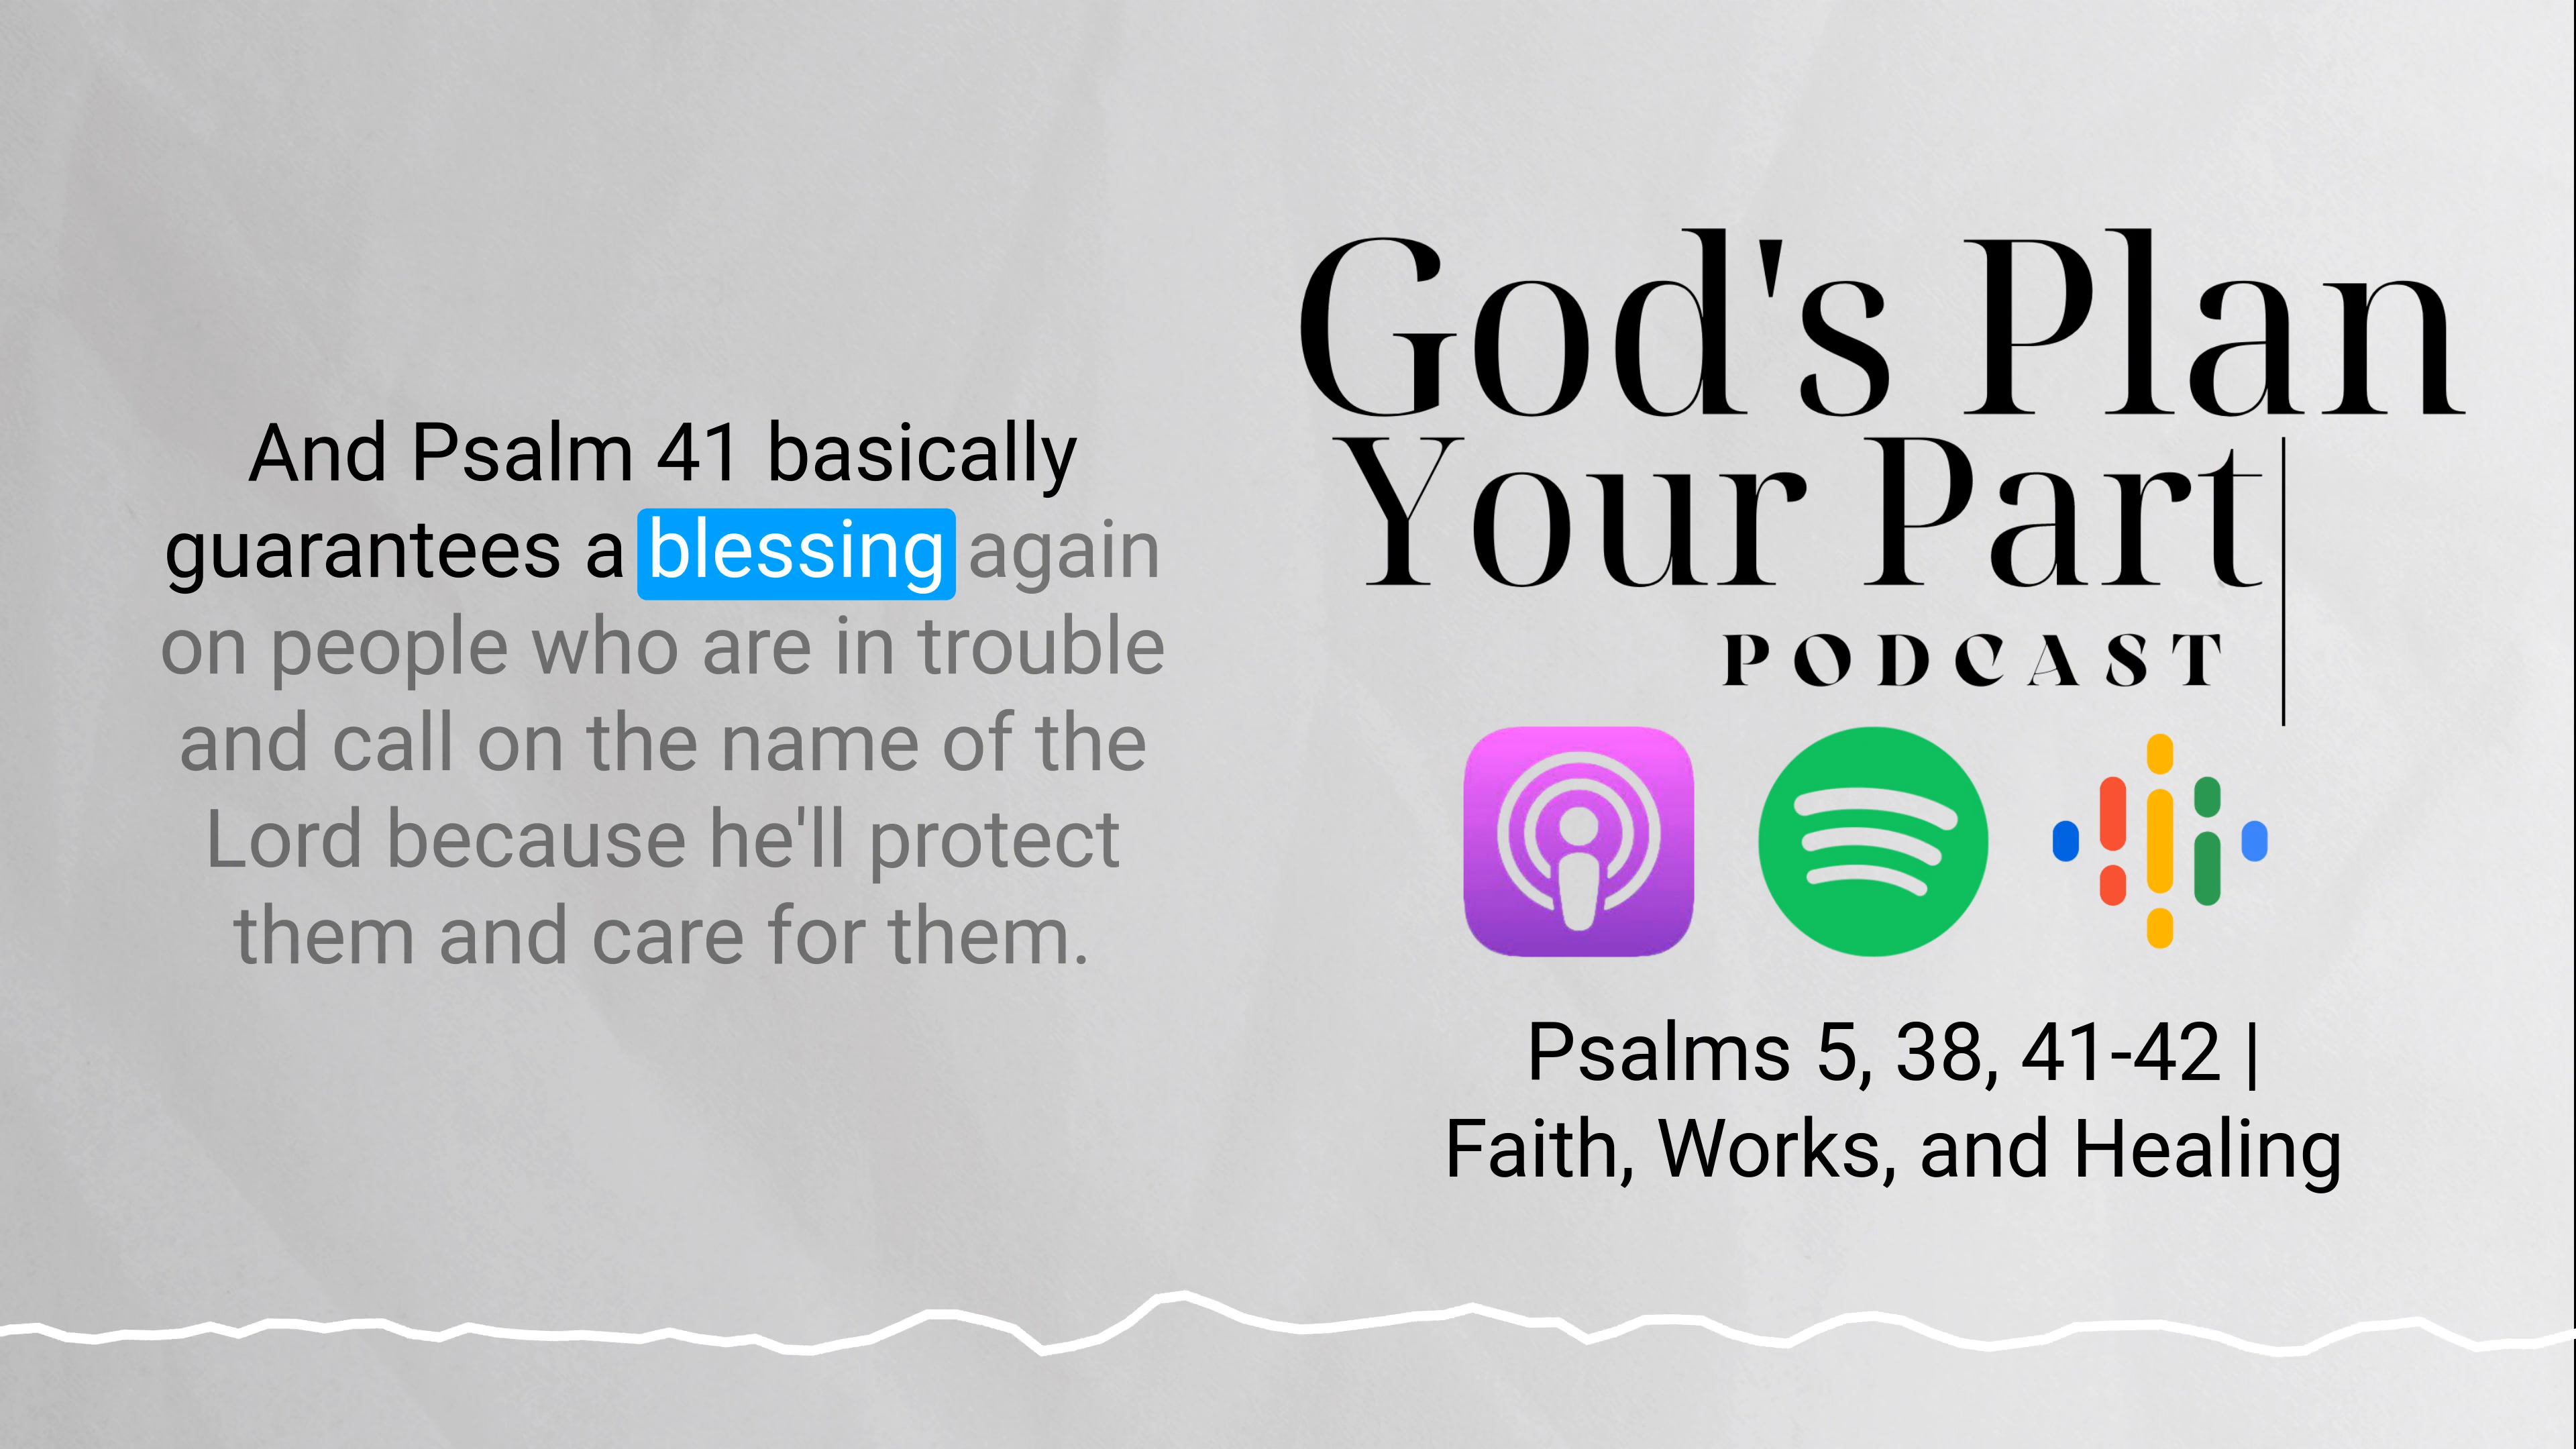 And Psalm 41 basically
guarantees a blessing again
on people who are in trouble
and call on the name of the
Lord because he'll protect
them and care for them.
God's Plan
Your Part
PODCAST
Psalms 5, 38, 41-42 |
Faith, Works, and Healing